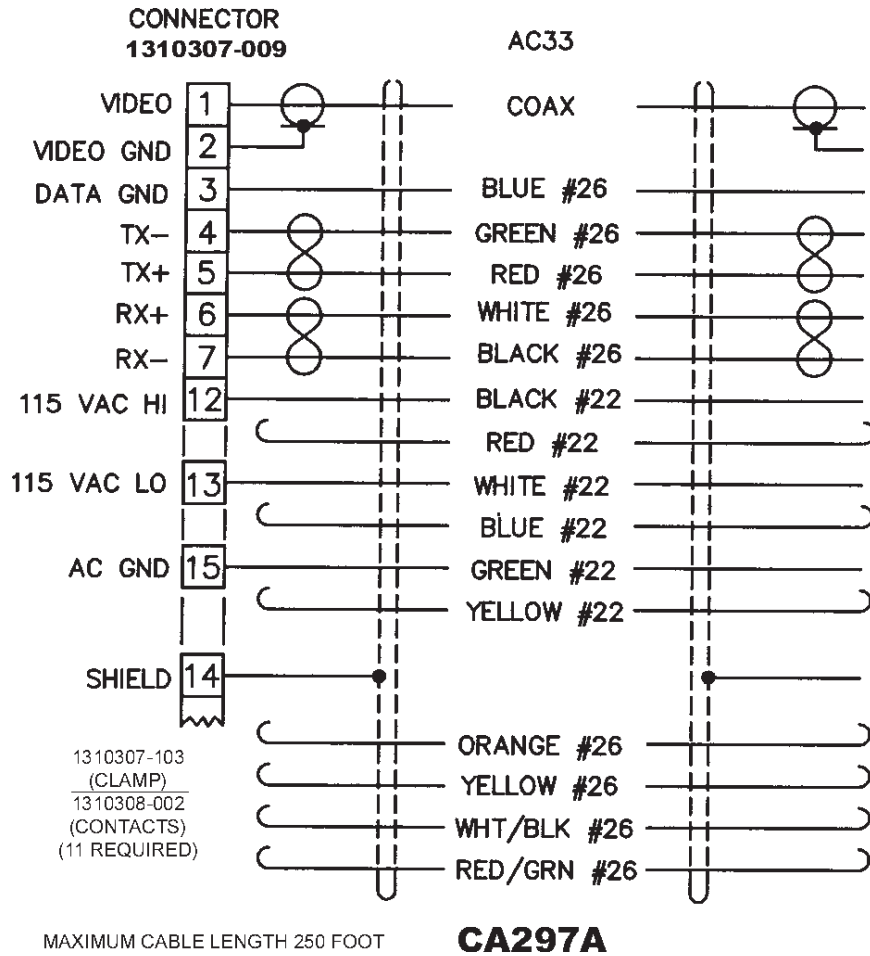 CONNECTOR
1310307-009
AC33
VIDEO 1 COAX
VIDEO GND 2
DATA GND 3 BLUE #26
TX- 4 GREEN #26
TX+ 5 RED #26
RX+ 6 WHITE #26
RX- 7 BLACK #26
115 VAC HI 12 BLACK #22
RED #22
115 VAC LO 13 WHITE #22
BLUE #22
AC GND 15 GREEN #22
YELLOW #22
SHIELD 14
ORANGE #26
YELLOW #26
WHT/BLK #26
RED/GRN #26
1310307-103
(CLAMP)
1310308-002
(CONTACTS)
(11 REQUIRED)
MAXIMUM CABLE LENGTH 250 FOOT
CA297A